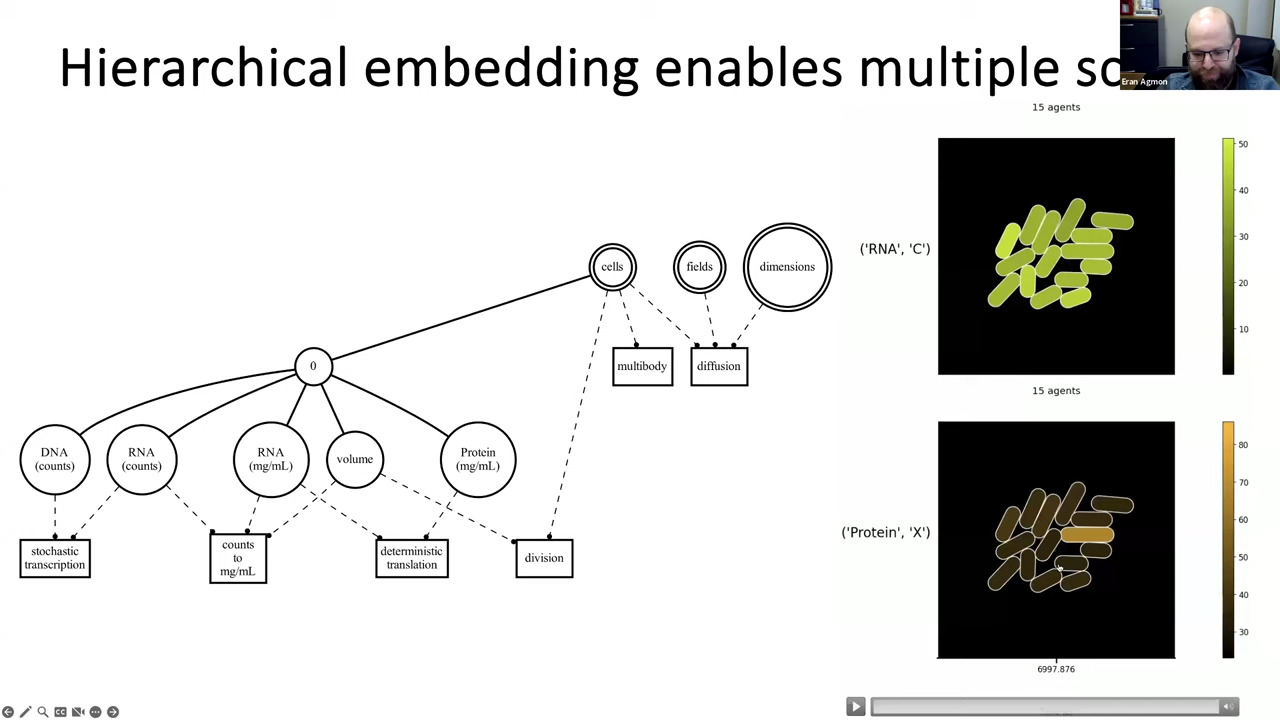 Hierarchical embedding enables multiple sc
Eran Agmon
15 agents
cells
fields
dimensions
('RNA', 'C')
50
40
30
20
10
0
multibody
diffusion
15 agents
DNA
(counts)
RNA
(counts)
RNA
(mg/mL)
volume
Protein
(mg/mL)
('Protein', 'X')
80
70
60
50
40
30
stochastic
transcription
counts
to
mg/mL
deterministic
translation
division
6997.876
CC